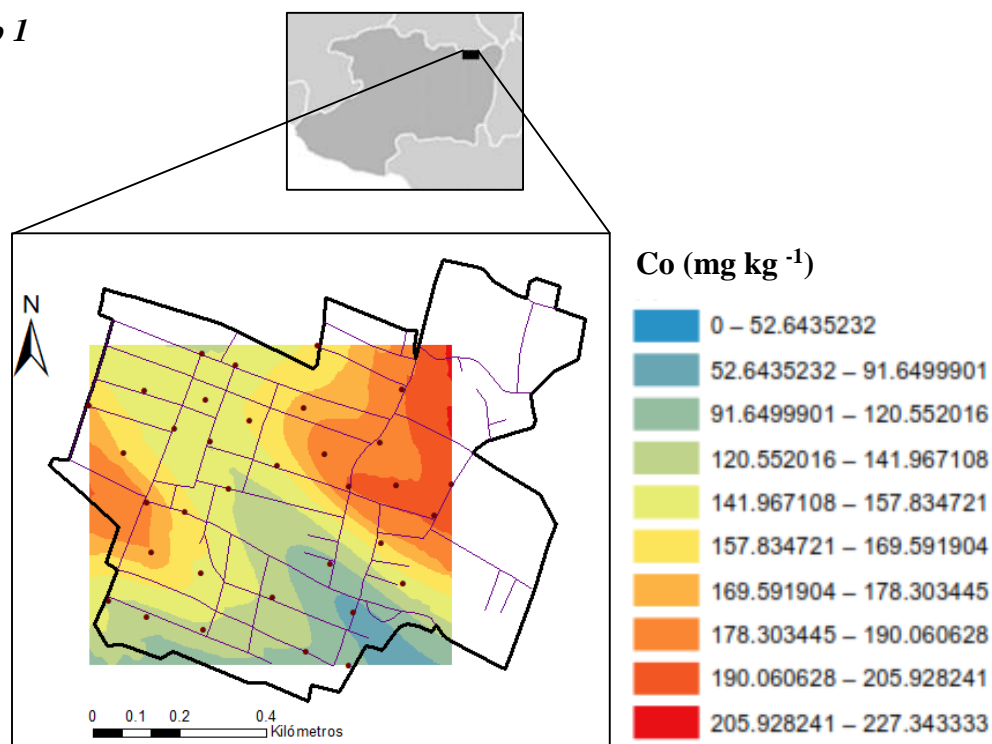 o 1
N
Co (mg kg -1)
0 – 52.6435232
52.6435232 – 91.6499901
91.6499901 – 120.552016
120.552016 – 141.967108
141.967108 – 157.834721
157.834721 – 169.591904
169.591904 – 178.303445
178.303445 – 190.060628
190.060628 – 205.928241
205.928241 – 227.343333
0 0.1 0.2 0.4
Kilómetros